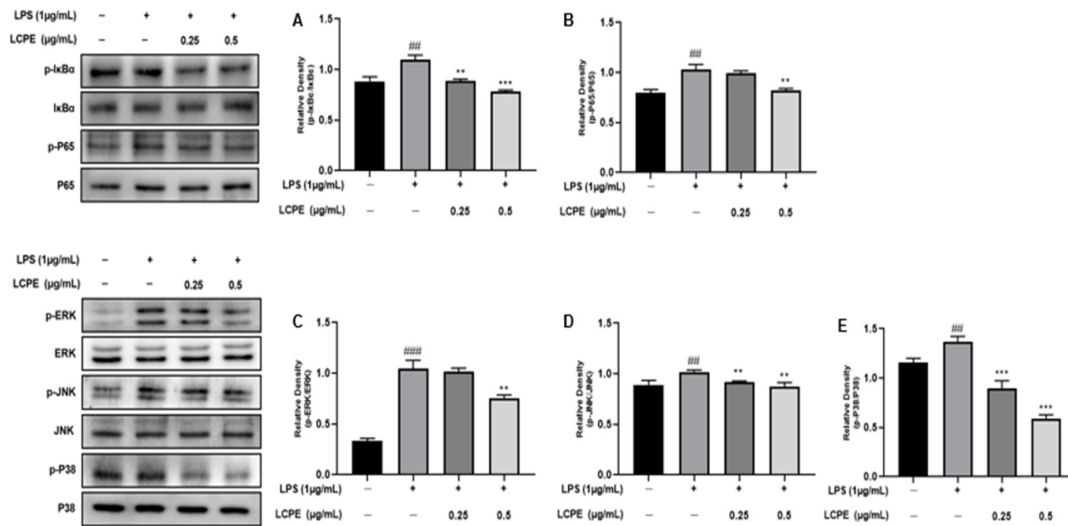 LPS (1μg/mL) – + + +
LCPE (μg/mL) – – 0.25 0.5
p-IκBα
IκBα
p-P65
P65
A
Relative Density
(p-IκBα/IκBα)
1.5
1.0
0.5
0.0
##
**
***
LPS (1μg/mL) – + + +
LCPE (μg/mL) – – 0.25 0.5
B
Relative Density
(p-P65/P65)
1.5
1.0
0.5
0.0
##
**
LPS (1μg/mL) – + + +
LCPE (μg/mL) – – 0.25 0.5
LPS (1μg/mL) – + + +
LCPE (μg/mL) – – 0.25 0.5
p-ERK
ERK
p-JNK
JNK
p-P38
P38
C
Relative Density
(p-ERK/ERK)
1.5
1.0
0.5
0.0
###
**
LPS (1μg/mL) – + + +
LCPE (μg/mL) – – 0.25 0.5
D
Relative Density
(p-JNK/JNK)
1.5
1.0
0.5
0.0
##
**
**
LPS (1μg/mL) – + + +
LCPE (μg/mL) – – 0.25 0.5
E
Relative Density
(p-P38/P38)
1.5
1.0
0.5
0.0
##
***
***
LPS (1μg/mL) – + + +
LCPE (μg/mL) – – 0.25 0.5